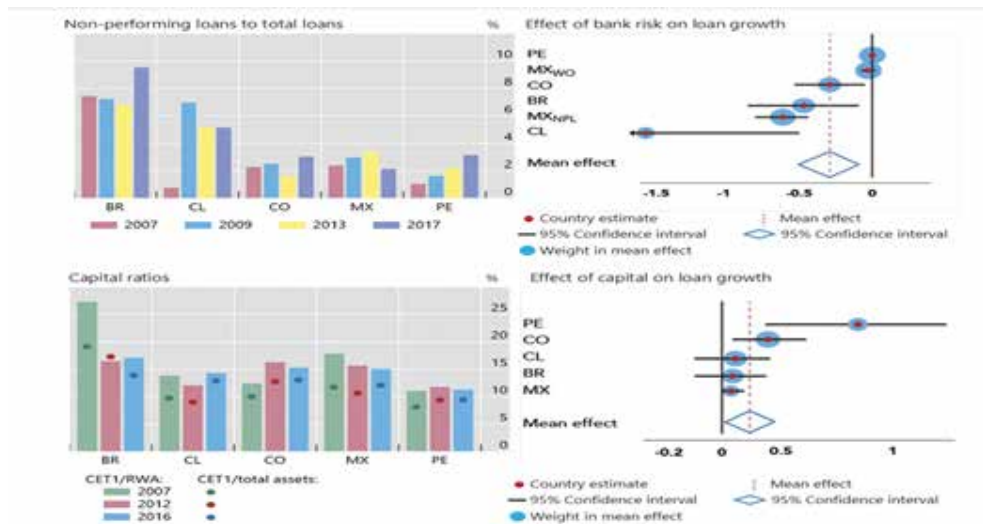 Non-performing loans to total loans
%
10
8
6
4
2
0
BR CL CO MX PE
2007 2009 2013 2017
Effect of bank risk on loan growth
PE
MXWO
CO
BR
MXNPL
CL
Mean effect
-1.5 -1 -0.5 0
Country estimate Mean effect
95% Confidence interval 95% Confidence interval
Weight in mean effect
Capital ratios
%
25
20
15
10
5
0
BR CL CO MX PE
CET1/RWA: CET1/total assets:
2007
2012
2016
Effect of capital on loan growth
PE
CO
CL
BR
MX
Mean effect
-0.2 0 0.5 1
Country estimate Mean effect
95% Confidence interval 95% Confidence interval
Weight in mean effect